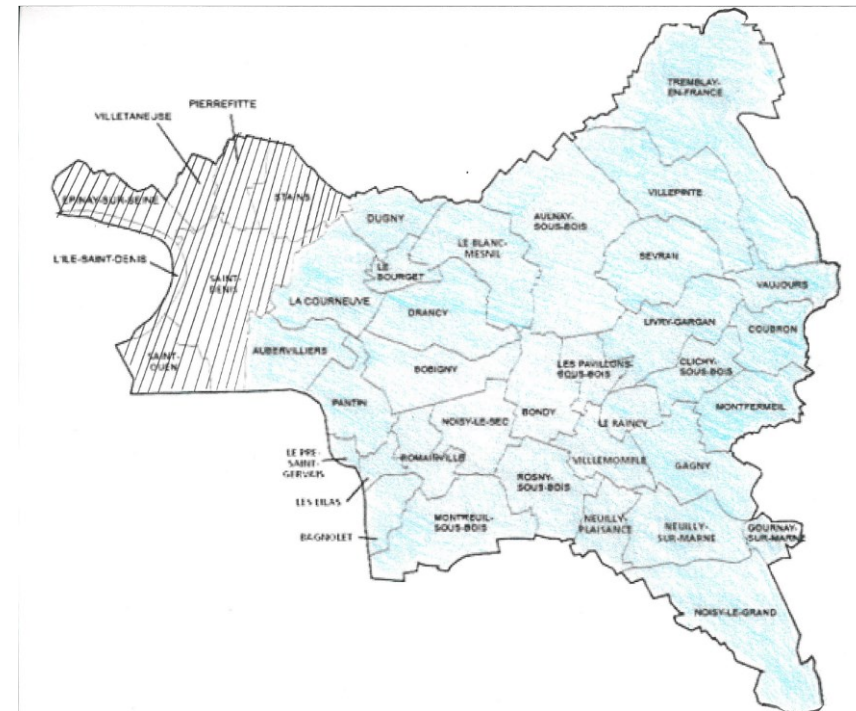 TREMBLAY-
EN-FRANCE
PIERREFITTE
VILLETANEUSE
EPINAY-SUR-SEINE
STAINS
VILLEPINTE
DUGNY
AULNAY-
SOUS-BOIS
LE BLANC-
MESNIL
L'ILE-SAINT-DENIS
SAINT-
DENIS
LE
BOURGET
SEVRAN
VAUJOURS
LA COURNEUVE
DRANCY
LIVRY-GARGAN
COUBRON
SAINT-
OUEN
AUBERVILLIERS
BOBIGNY
LES PAVILLONS-
SOUS-BOIS
CLICHY-
SOUS-BOIS
PANTIN
BONDY
MONTFERMEIL
NOISY-LE-SEC
LE RAINCY
LE PRE-
SAINT-
GERVAIS
ROMAINVILLE
VILLEMOMBLE
GAGNY
ROSNY-
SOUS-BOIS
LES LILAS
MONTREUIL-
SOUS-BOIS
NEUILLY-
PLAISANCE
NEUILLY-
SUR-MARNE
GOURNAY-
SUR-MARNE
BAGNOLET
NOISY-LE-GRAND